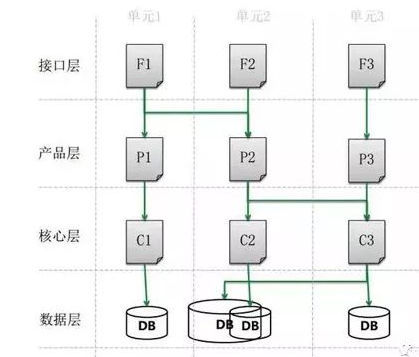 单元1 单元2 单元3
接口层 F1 F2 F3
产品层 P1 P2 P3
核心层 C1 C2 C3
数据层 DB DB DB DB